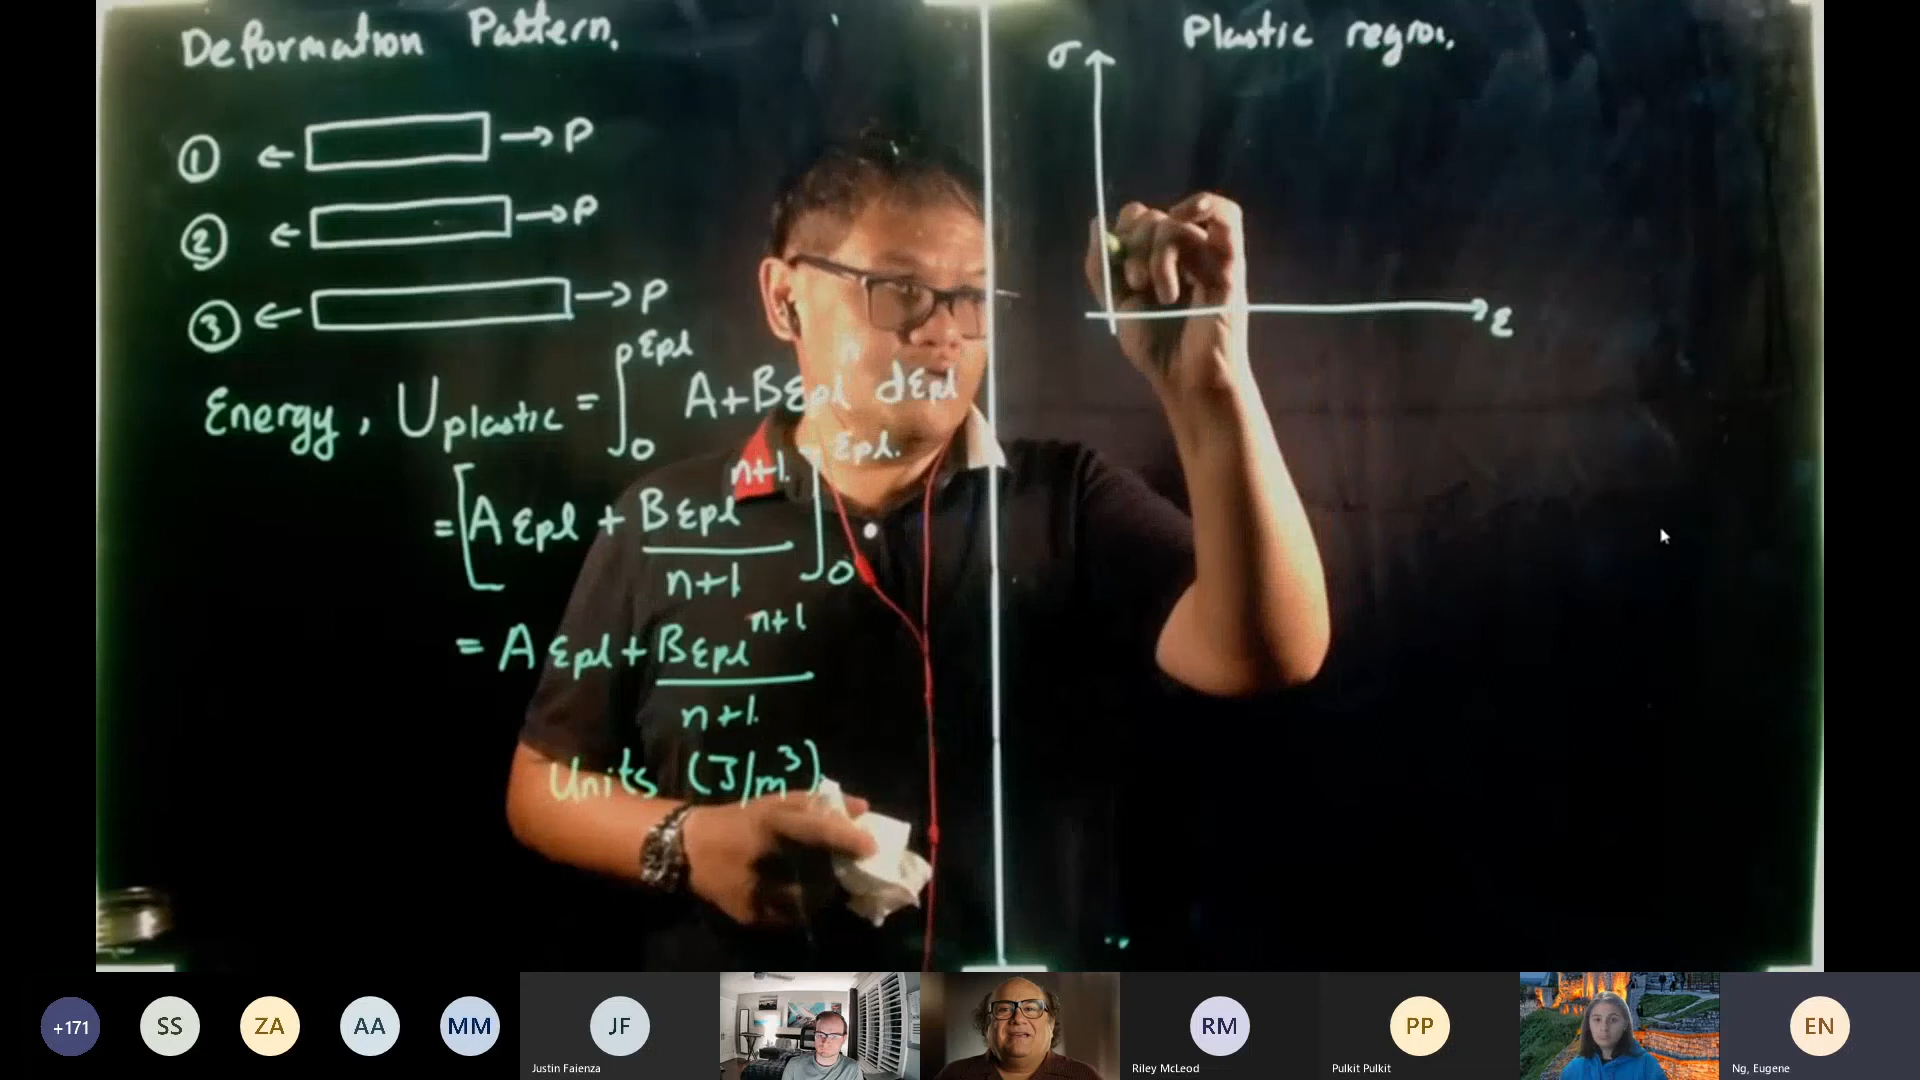 Deformation Pattern.
① ← → P
② ← → P
③ ← → P
Energy, U plastic = ∫₀^εpl A+Bεpl^n dεpl
= [Aεpl + Bεpl^n+1 / n+1]₀^εpl.
= Aεpl + Bεpl^n+1 / n+1.
Units (J/m³)
Plastic region.
σ
ε
+171
SS
ZA
AA
MM
JF
Justin Faienza
RM
Riley McLeod
PP
Pulkit Pulkit
EN
Ng, Eugene